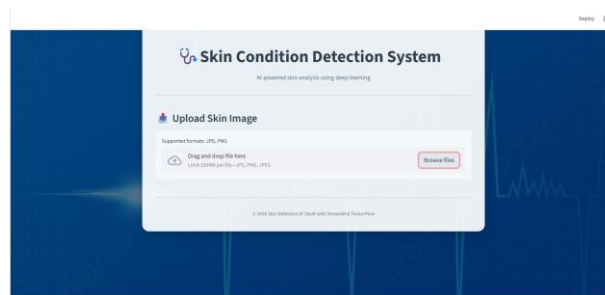 Deploy
Skin Condition Detection System
AI-powered skin analysis using deep learning
Upload Skin Image
Supported formats: JPG, PNG
Drag and drop file here
Limit 200MB per file • JPG, PNG, JPEG
Browse files
© 2026 Skin Detection AI | Built with Streamlit & TensorFlow